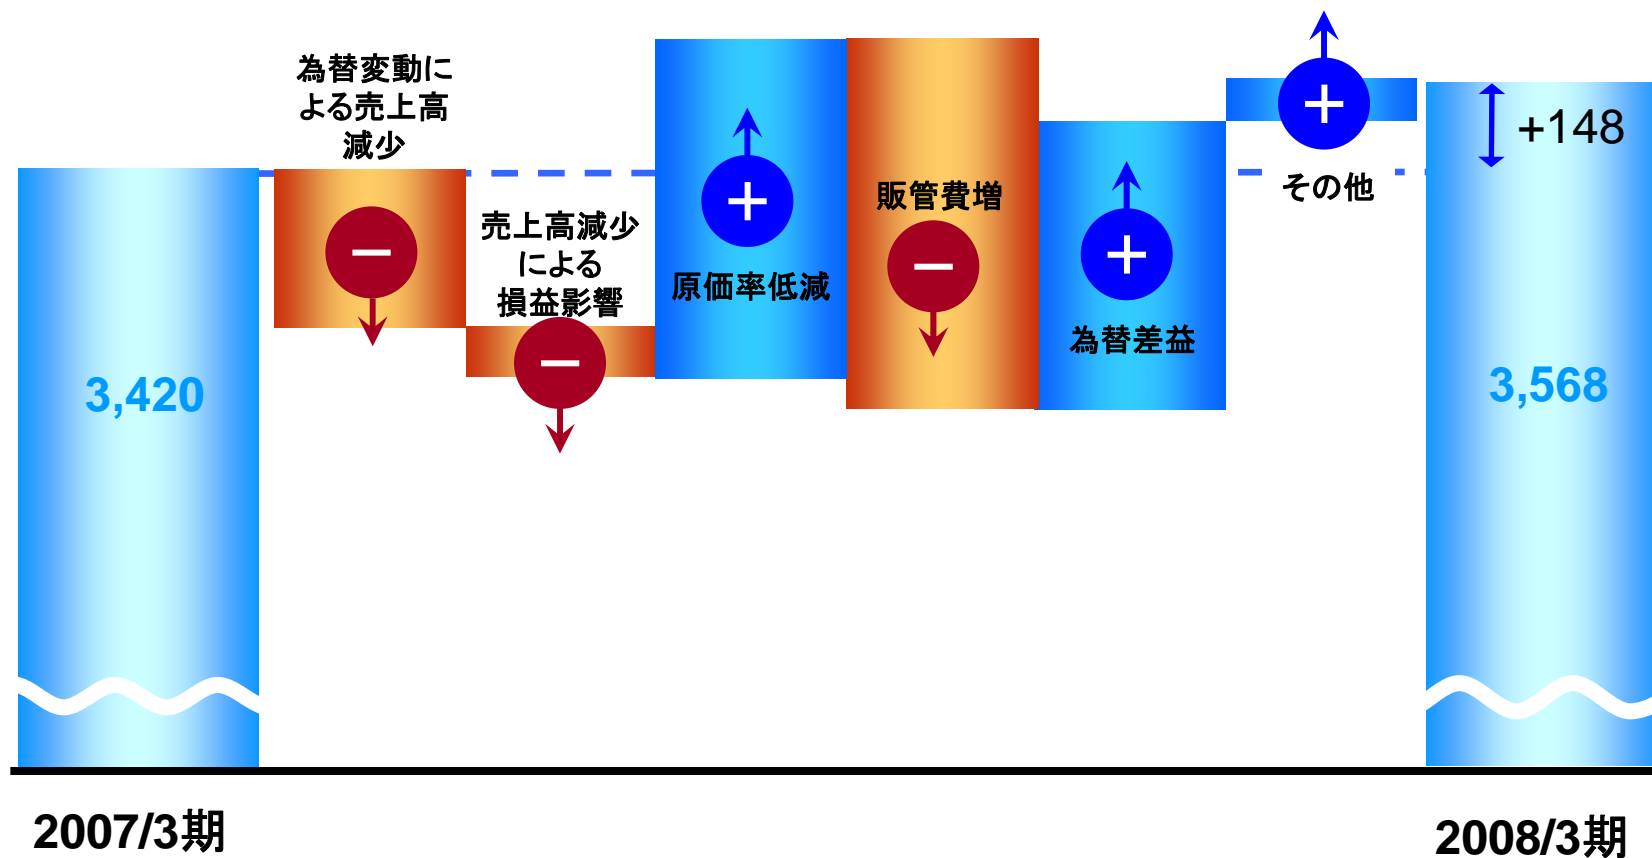 為替変動に
よる売上高
減少
売上高減少
による
損益影響
原価率低減
販管費増
為替差益
その他
+148
3,420
3,568
2007/3期
2008/3期